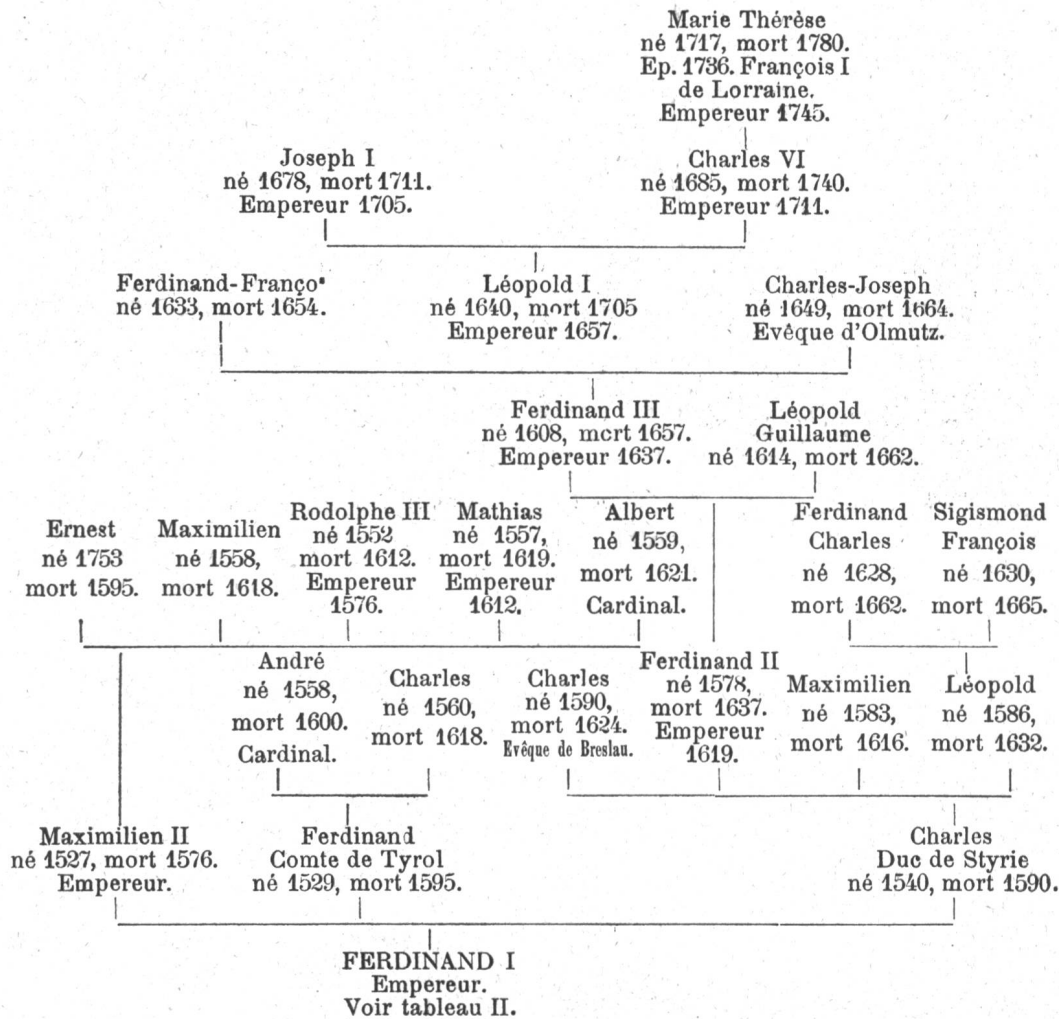 Marie Thérèse
né 1717, mort 1780.
Ep. 1736. François I
de Lorraine.
Empereur 1745.
Joseph I
né 1678, mort 1711.
Empereur 1705.
Charles VI
né 1685, mort 1740.
Empereur 1711.
Ferdinand-Franço*
né 1633, mort 1654.
Léopold I
né 1640, mort 1705
Empereur 1657.
Charles-Joseph
né 1649, mort 1664.
Evêque d'Olmutz.
Ferdinand III
né 1608, mort 1657.
Empereur 1637.
Léopold
Guillaume
né 1614, mort 1662.
Ernest
né 1753
mort 1595.
Maximilien
né 1558,
mort 1618.
Rodolphe III
né 1552
mort 1612.
Empereur
1576.
Mathias
né 1557,
mort 1619.
Empereur
1612.
Albert
né 1559,
mort 1621.
Cardinal.
Ferdinand
Charles
né 1628,
mort 1662.
Sigismond
François
né 1630,
mort 1665.
André
né 1558,
mort 1600.
Cardinal.
Charles
né 1560,
mort 1618.
Charles
né 1590,
mort 1624.
Evêque de Breslau.
Ferdinand II
né 1578,
mort 1637.
Empereur
1619.
Maximilien
né 1583,
mort 1616.
Léopold
né 1586,
mort 1632.
Maximilien II
né 1527, mort 1576.
Empereur.
Ferdinand
Comte de Tyrol
né 1529, mort 1595.
Charles
Duc de Styrie
né 1540, mort 1590.
FERDINAND I
Empereur.
Voir tableau II.